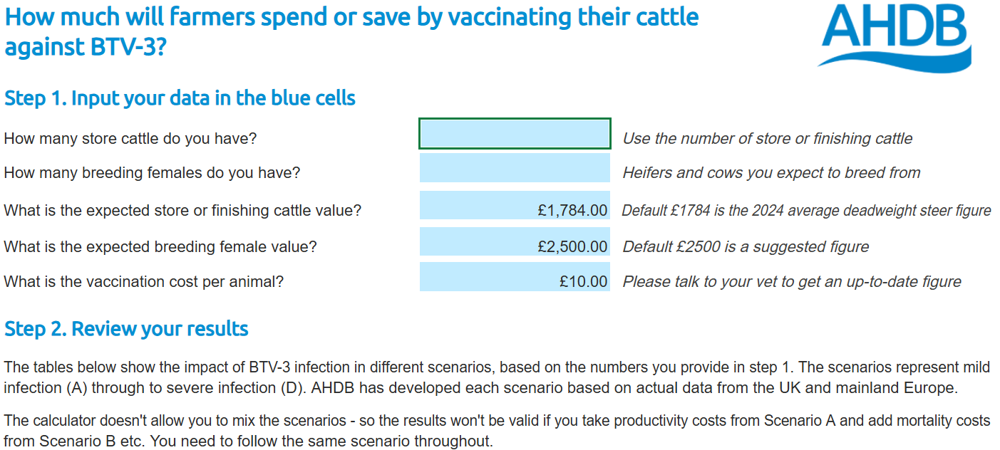 How much will farmers spend or save by vaccinating their cattle
against BTV-3?
AHDB
Step 1. Input your data in the blue cells
How many store cattle do you have?
Use the number of store or finishing cattle
How many breeding females do you have?
Heifers and cows you expect to breed from
What is the expected store or finishing cattle value?
£1,784.00
Default £1784 is the 2024 average deadweight steer figure
What is the expected breeding female value?
£2,500.00
Default £2500 is a suggested figure
What is the vaccination cost per animal?
£10.00
Please talk to your vet to get an up-to-date figure
Step 2. Review your results
The tables below show the impact of BTV-3 infection in different scenarios, based on the numbers you provide in step 1. The scenarios represent mild
infection (A) through to severe infection (D). AHDB has developed each scenario based on actual data from the UK and mainland Europe.
The calculator doesn't allow you to mix the scenarios - so the results won't be valid if you take productivity costs from Scenario A and add mortality costs
from Scenario B etc. You need to follow the same scenario throughout.